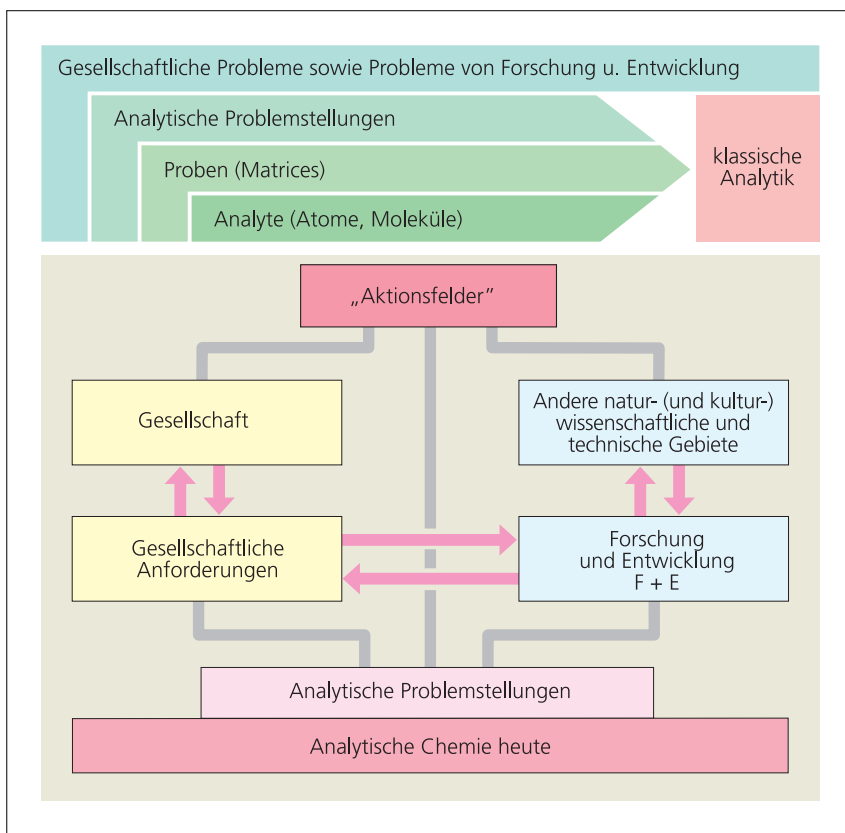 Gesellschaftliche Probleme sowie Probleme von Forschung u. Entwicklung
Analytische Problemstellungen
Proben (Matrices)
Analyte (Atome, Moleküle)
klassische
Analytik
„Aktionsfelder”
Gesellschaft
Andere natur- (und kultur-)
wissenschaftliche und
technische Gebiete
Gesellschaftliche
Anforderungen
Forschung
und Entwicklung
F + E
Analytische Problemstellungen
Analytische Chemie heute